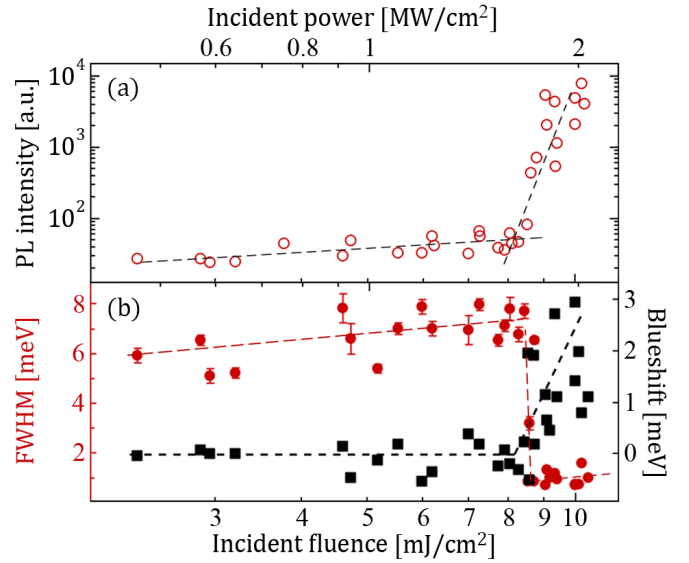 Incident power [MW/cm²]
0.6 0.8 1 2
(a)
PL intensity [a.u.]
10⁴
10³
10²
(b)
FWHM [meV]
8
6
4
2
Blueshift [meV]
3
2
1
0
3 4 5 6 7 8 9 10
Incident fluence [mJ/cm²]